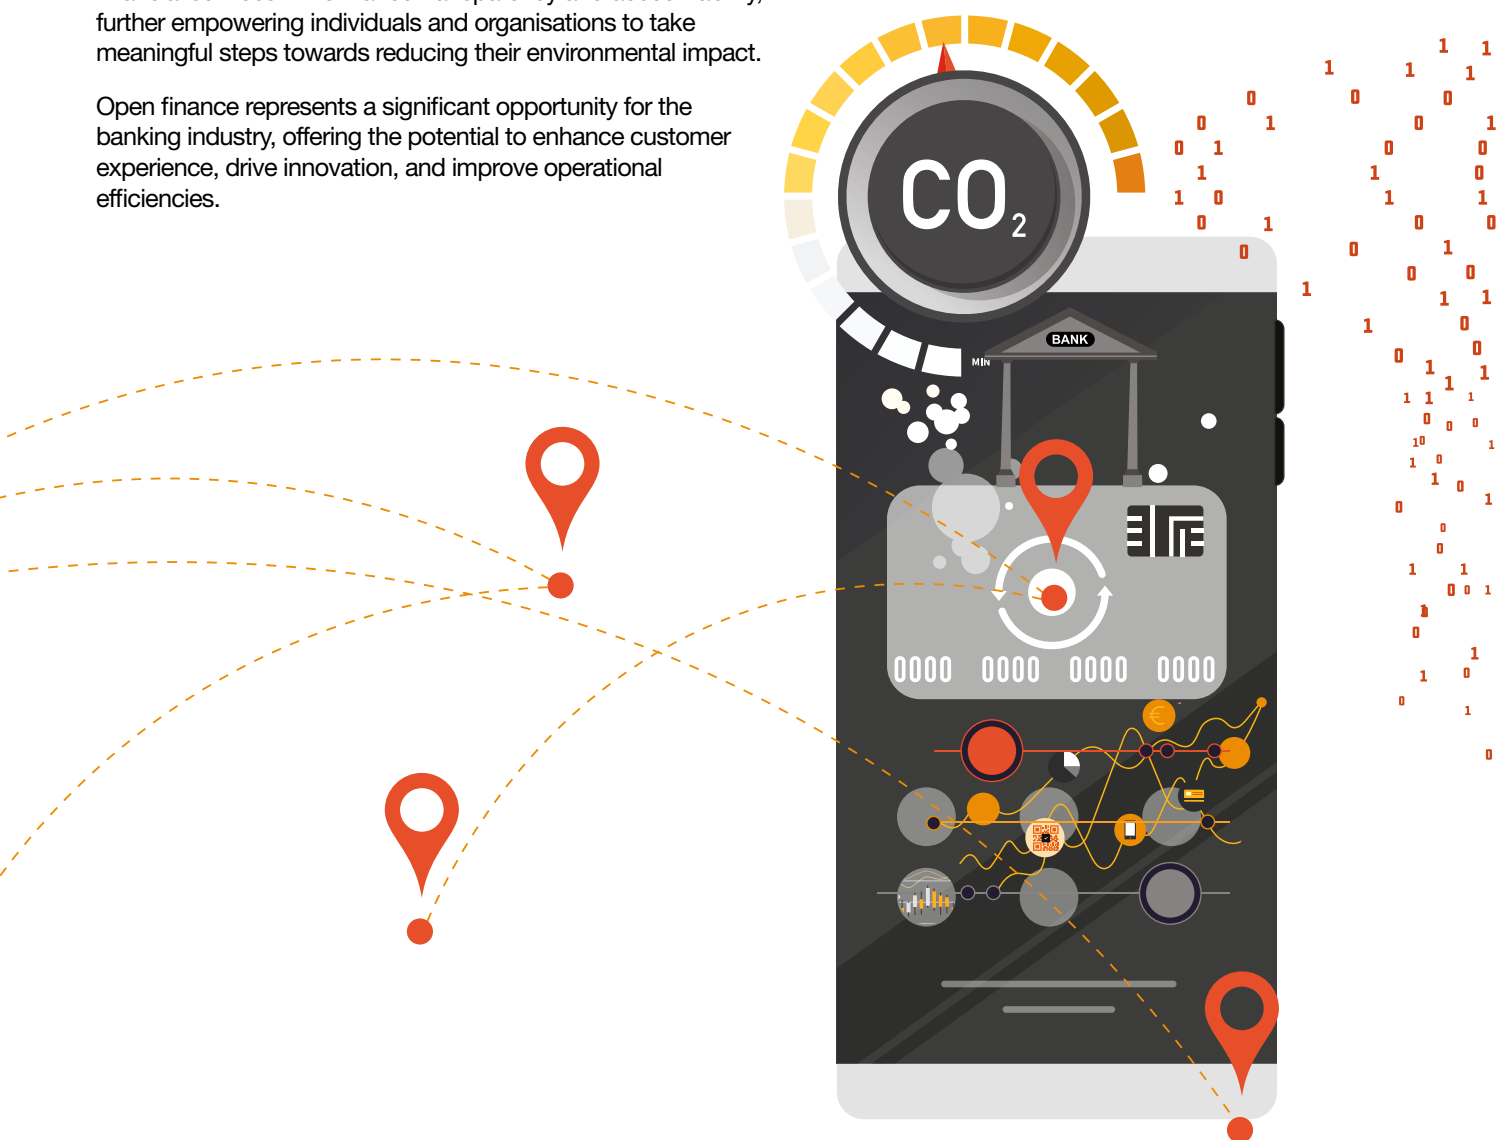 further empowering individuals and organisations to take
meaningful steps towards reducing their environmental impact.
Open finance represents a significant opportunity for the
banking industry, offering the potential to enhance customer
experience, drive innovation, and improve operational
efficiencies.
CO₂
MIN
BANK
0000 0000 0000 0000